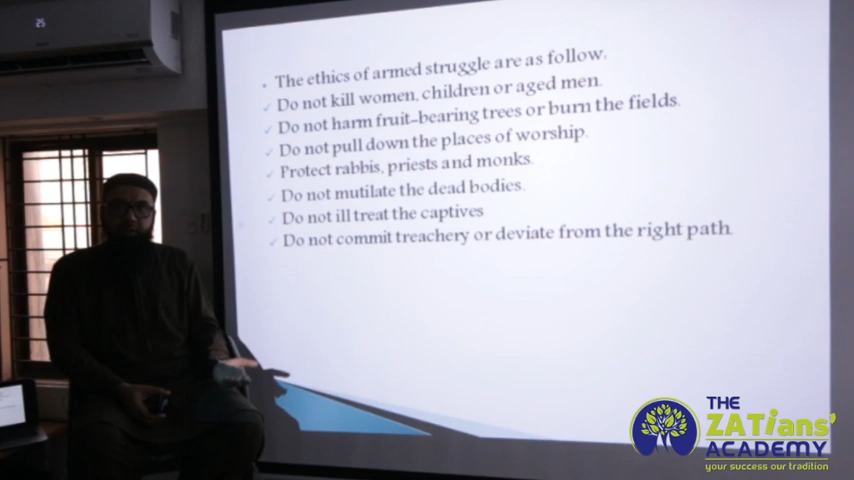 The ethics of armed struggle are as follow.
Do not kill women, children or aged men.
Do not harm fruit-bearing trees or burn the fields.
Do not pull down the places of worship.
Protect rabbis, priests and monks.
Do not mutilate the dead bodies.
Do not ill treat the captives
Do not commit treachery or deviate from the right path.
THE
ZATians'
ACADEMY
your success our tradition